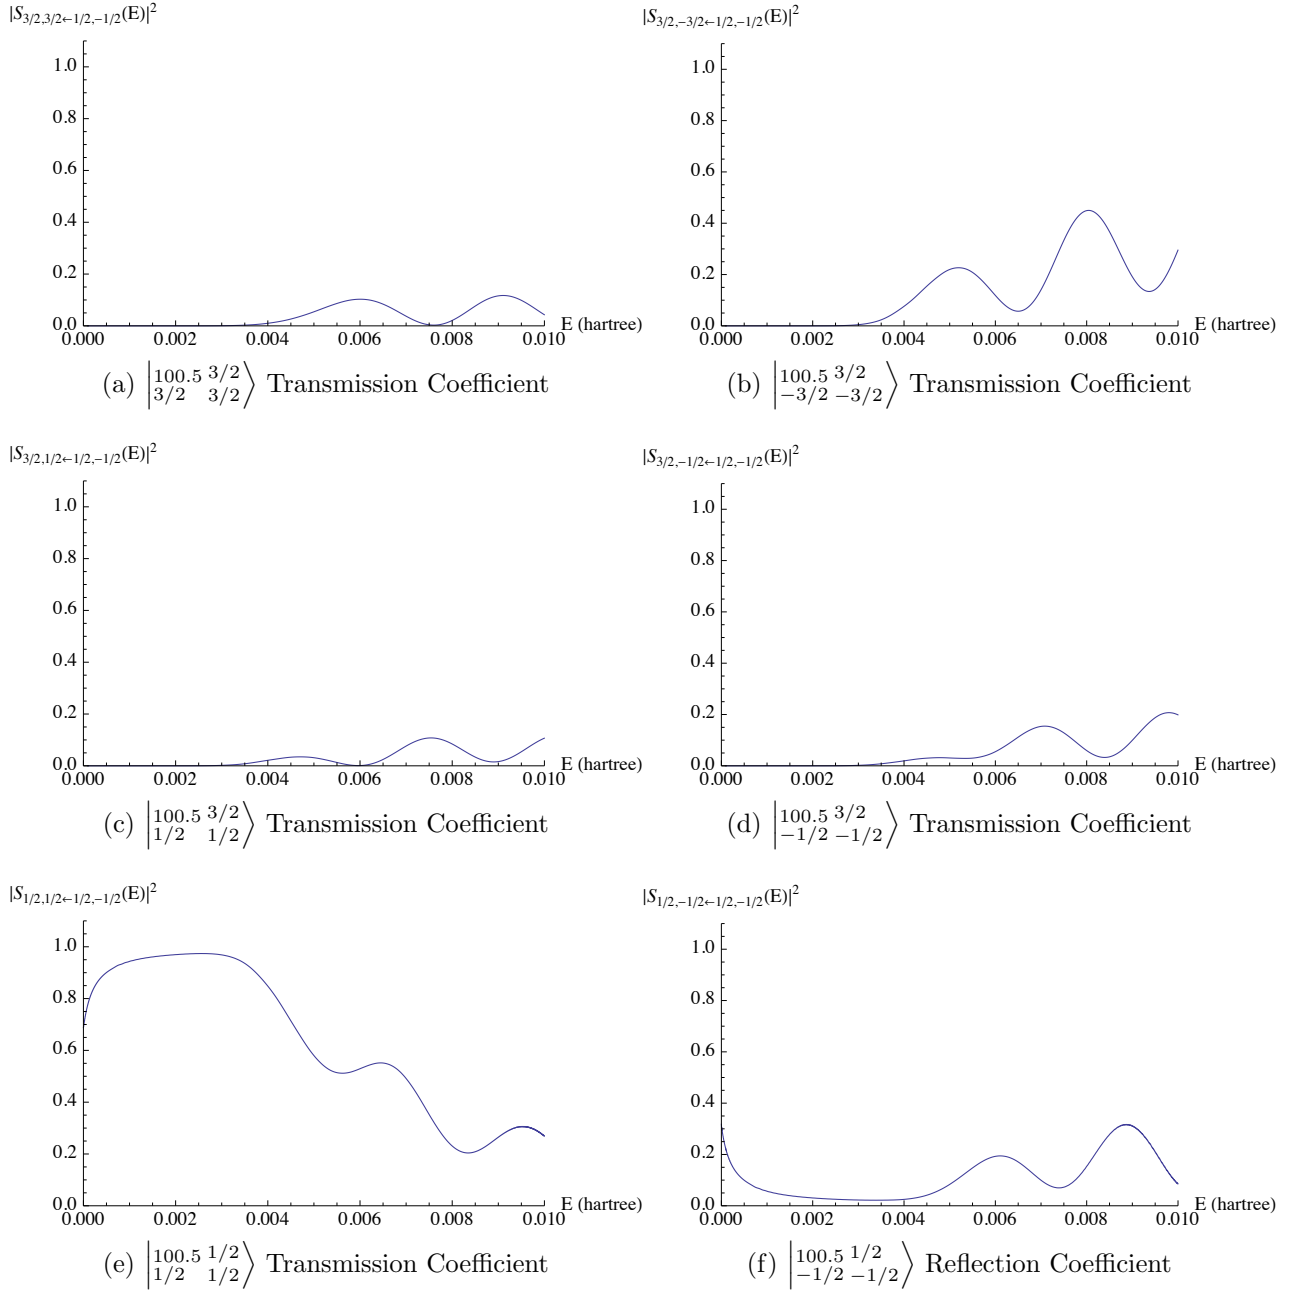 |S3/2,3/2←1/2,−1/2(E)|2
1.0
0.8
0.6
0.4
0.2
0.0
0.000 0.002 0.004 0.006 0.008 0.010
E (hartree)
(a) |100.5 3/2 3/2 3/2⟩ Transmission Coefficient
|S3/2,−3/2←1/2,−1/2(E)|2
1.0
0.8
0.6
0.4
0.2
0.0
0.000 0.002 0.004 0.006 0.008 0.010
E (hartree)
(b) |100.5 3/2 −3/2 −3/2⟩ Transmission Coefficient
|S3/2,1/2←1/2,−1/2(E)|2
1.0
0.8
0.6
0.4
0.2
0.0
0.000 0.002 0.004 0.006 0.008 0.010
E (hartree)
(c) |100.5 3/2 1/2 1/2⟩ Transmission Coefficient
|S3/2,−1/2←1/2,−1/2(E)|2
1.0
0.8
0.6
0.4
0.2
0.0
0.000 0.002 0.004 0.006 0.008 0.010
E (hartree)
(d) |100.5 3/2 −1/2 −1/2⟩ Transmission Coefficient
|S1/2,1/2←1/2,−1/2(E)|2
1.0
0.8
0.6
0.4
0.2
0.0
0.000 0.002 0.004 0.006 0.008 0.010
E (hartree)
(e) |100.5 1/2 1/2 1/2⟩ Transmission Coefficient
|S1/2,−1/2←1/2,−1/2(E)|2
1.0
0.8
0.6
0.4
0.2
0.0
0.000 0.002 0.004 0.006 0.008 0.010
E (hartree)
(f) |100.5 1/2 −1/2 −1/2⟩ Reflection Coefficient